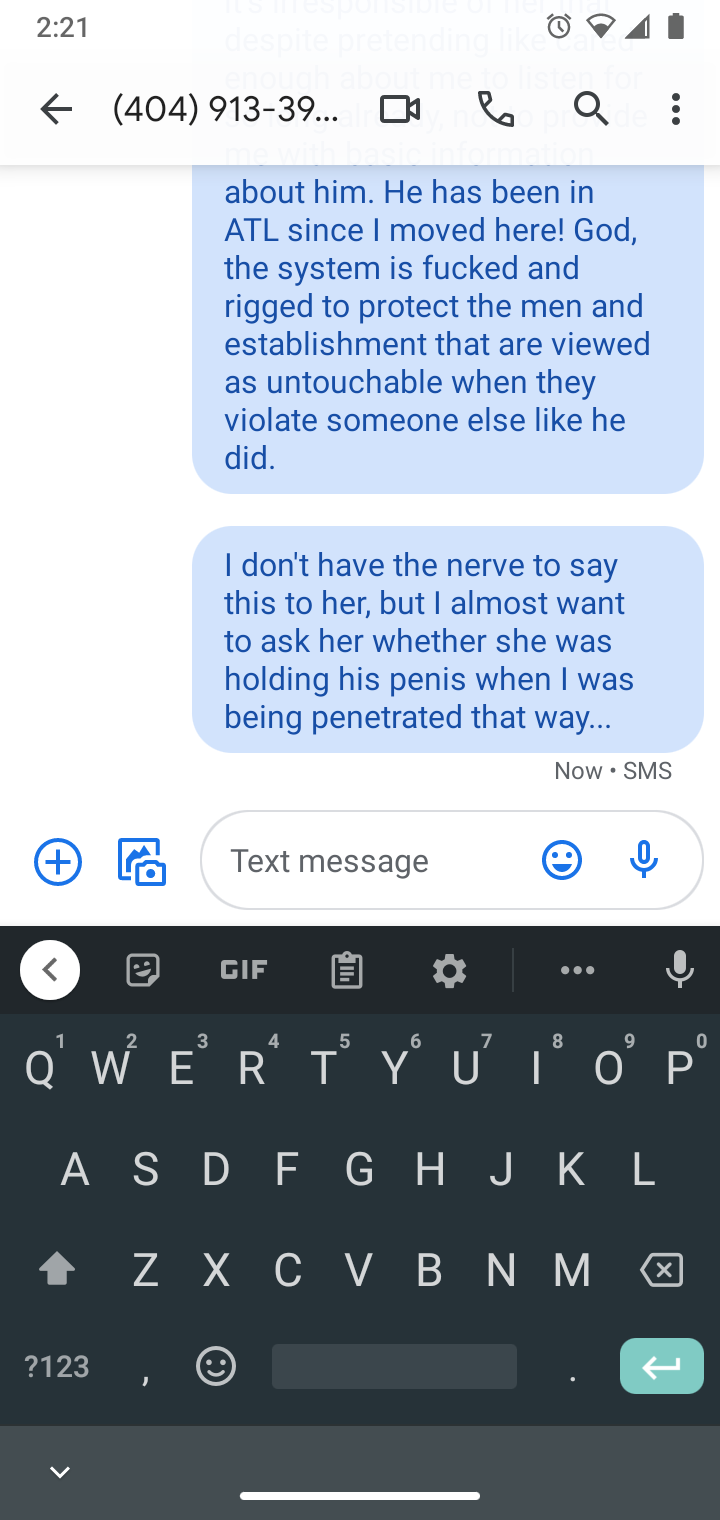 2:21
it's irresponsible of her that
despite pretending like cared
enough about me to listen for
(404) 913-39...
already, not to provide
me with basic information
about him. He has been in
ATL since I moved here! God,
the system is fucked and
rigged to protect the men and
establishment that are viewed
as untouchable when they
violate someone else like he
did.
I don't have the nerve to say
this to her, but I almost want
to ask her whether she was
holding his penis when I was
being penetrated that way...
Now • SMS
Text message
GIF
1 2 3 4 5 6 7 8 9 0
Q W E R T Y U I O P
A S D F G H J K L
Z X C V B N M
?123 , .